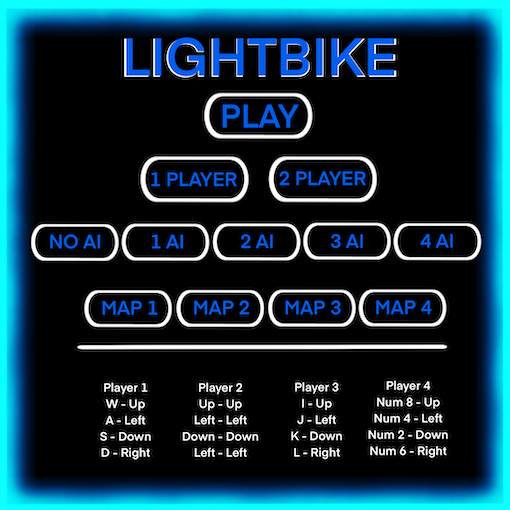 LIGHTBIKE
PLAY
1 PLAYER
2 PLAYER
NO AI
1 AI
2 AI
3 AI
4 AI
MAP 1
MAP 2
MAP 3
MAP 4
Player 1
W - Up
A - Left
S - Down
D - Right
Player 2
Up - Up
Left - Left
Down - Down
Left - Left
Player 3
I - Up
J - Left
K - Down
L - Right
Player 4
Num 8 - Up
Num 4 - Left
Num 2 - Down
Num 6 - Right